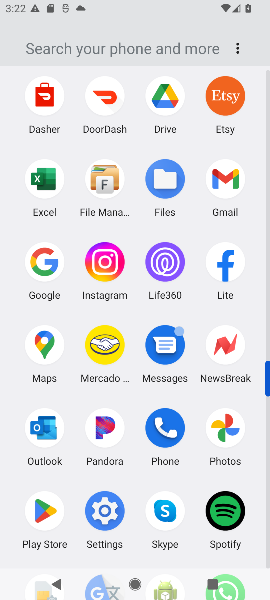 3:22
Search your phone and more
Dasher DoorDash Drive Etsy
Etsy
Excel File Mana... Files Gmail
Google Instagram Life360 Lite
Maps Mercado ... Messages NewsBreak
Outlook Pandora Phone Photos
Play Store Settings Skype Spotify